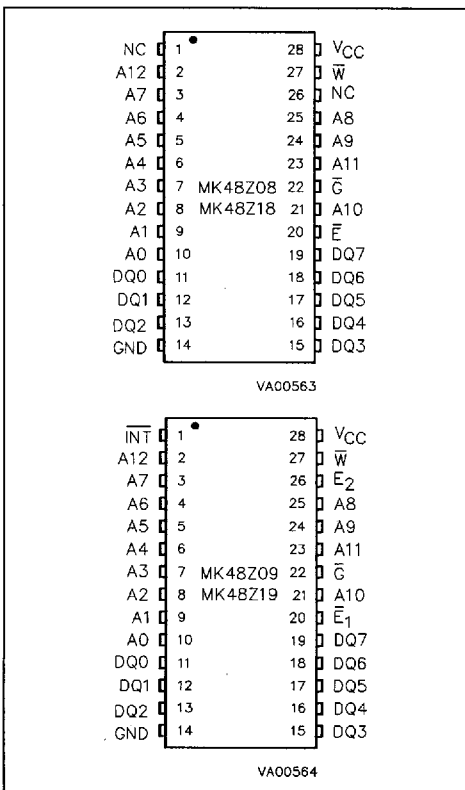 NC 1 28 V̅CC
A12 2 27 W̅
A7 3 26 NC
A6 4 25 A8
A5 5 24 A9
A4 6 23 A11
A3 7 MK48Z08 22 G̅
A2 8 MK48Z18 21 A10
A1 9 20 E̅
A0 10 19 DQ7
DQ0 11 18 DQ6
DQ1 12 17 DQ5
DQ2 13 16 DQ4
GND 14 15 DQ3
VA00563
I̅N̅T̅ 1 28 VCC
A12 2 27 W̅
A7 3 26 E̅2
A6 4 25 A8
A5 5 24 A9
A4 6 23 A11
A3 7 MK48Z09 22 G̅
A2 8 MK48Z19 21 A10
A1 9 20 E̅1
A0 10 19 DQ7
DQ0 11 18 DQ6
DQ1 12 17 DQ5
DQ2 13 16 DQ4
GND 14 15 DQ3
VA00564